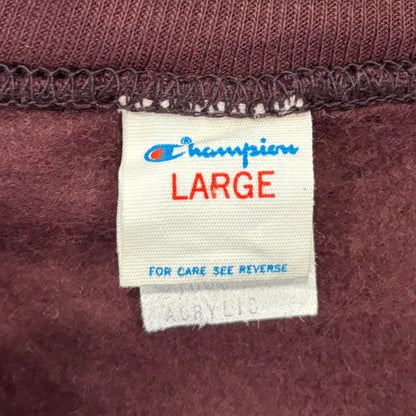 Champion
LARGE
FOR CARE SEE REVERSE
ACRYLIC